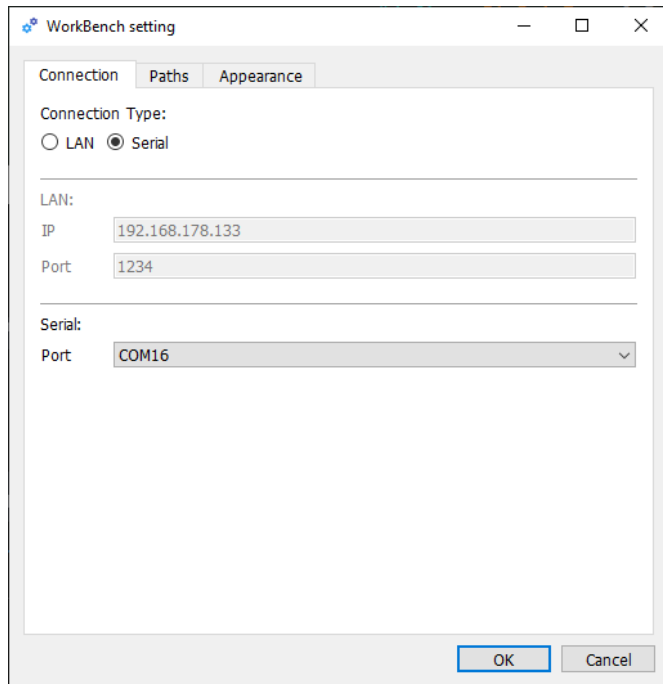 WorkBench setting
Connection Paths Appearance
Connection Type:
LAN Serial
LAN:
IP 192.168.178.133
Port 1234
Serial:
Port COM16
OK Cancel